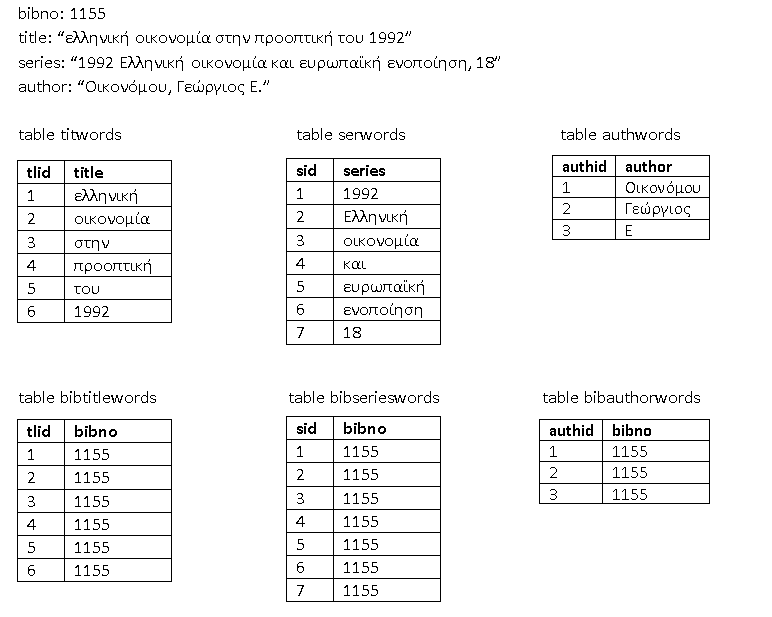 bibno: 1155
title: “ελληνική οικονομία στην προοπτική του 1992”
series: “1992 Ελληνική οικονομία και ευρωπαϊκή ενοποίηση, 18”
author: “Οικονόμου, Γεώργιος Ε.”
table titwords
tlid title
1 ελληνική
2 οικονομία
3 στην
4 προοπτική
5 του
6 1992
table serwords
sid series
1 1992
2 Ελληνική
3 οικονομία
4 και
5 ευρωπαϊκή
6 ενοποίηση
7 18
table authwords
authid author
1 Οικονόμου
2 Γεώργιος
3 Ε
table bibtitlewords
tlid bibno
1 1155
2 1155
3 1155
4 1155
5 1155
6 1155
table bibserieswords
sid bibno
1 1155
2 1155
3 1155
4 1155
5 1155
6 1155
7 1155
table bibauthorwords
authid bibno
1 1155
2 1155
3 1155